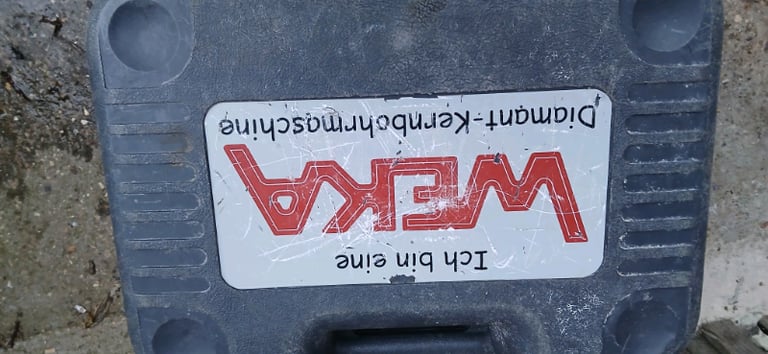 Ich bin eine
WEKA
Diamant-Kernbohrmaschine